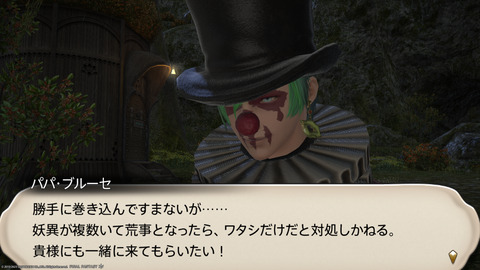 パパ・ブルーセ
勝手に巻き込んですまないが……
妖異が複数いて荒事となったら、ワタシだけだと対処しかねる。
貴様にも一緒に来てもらいたい！